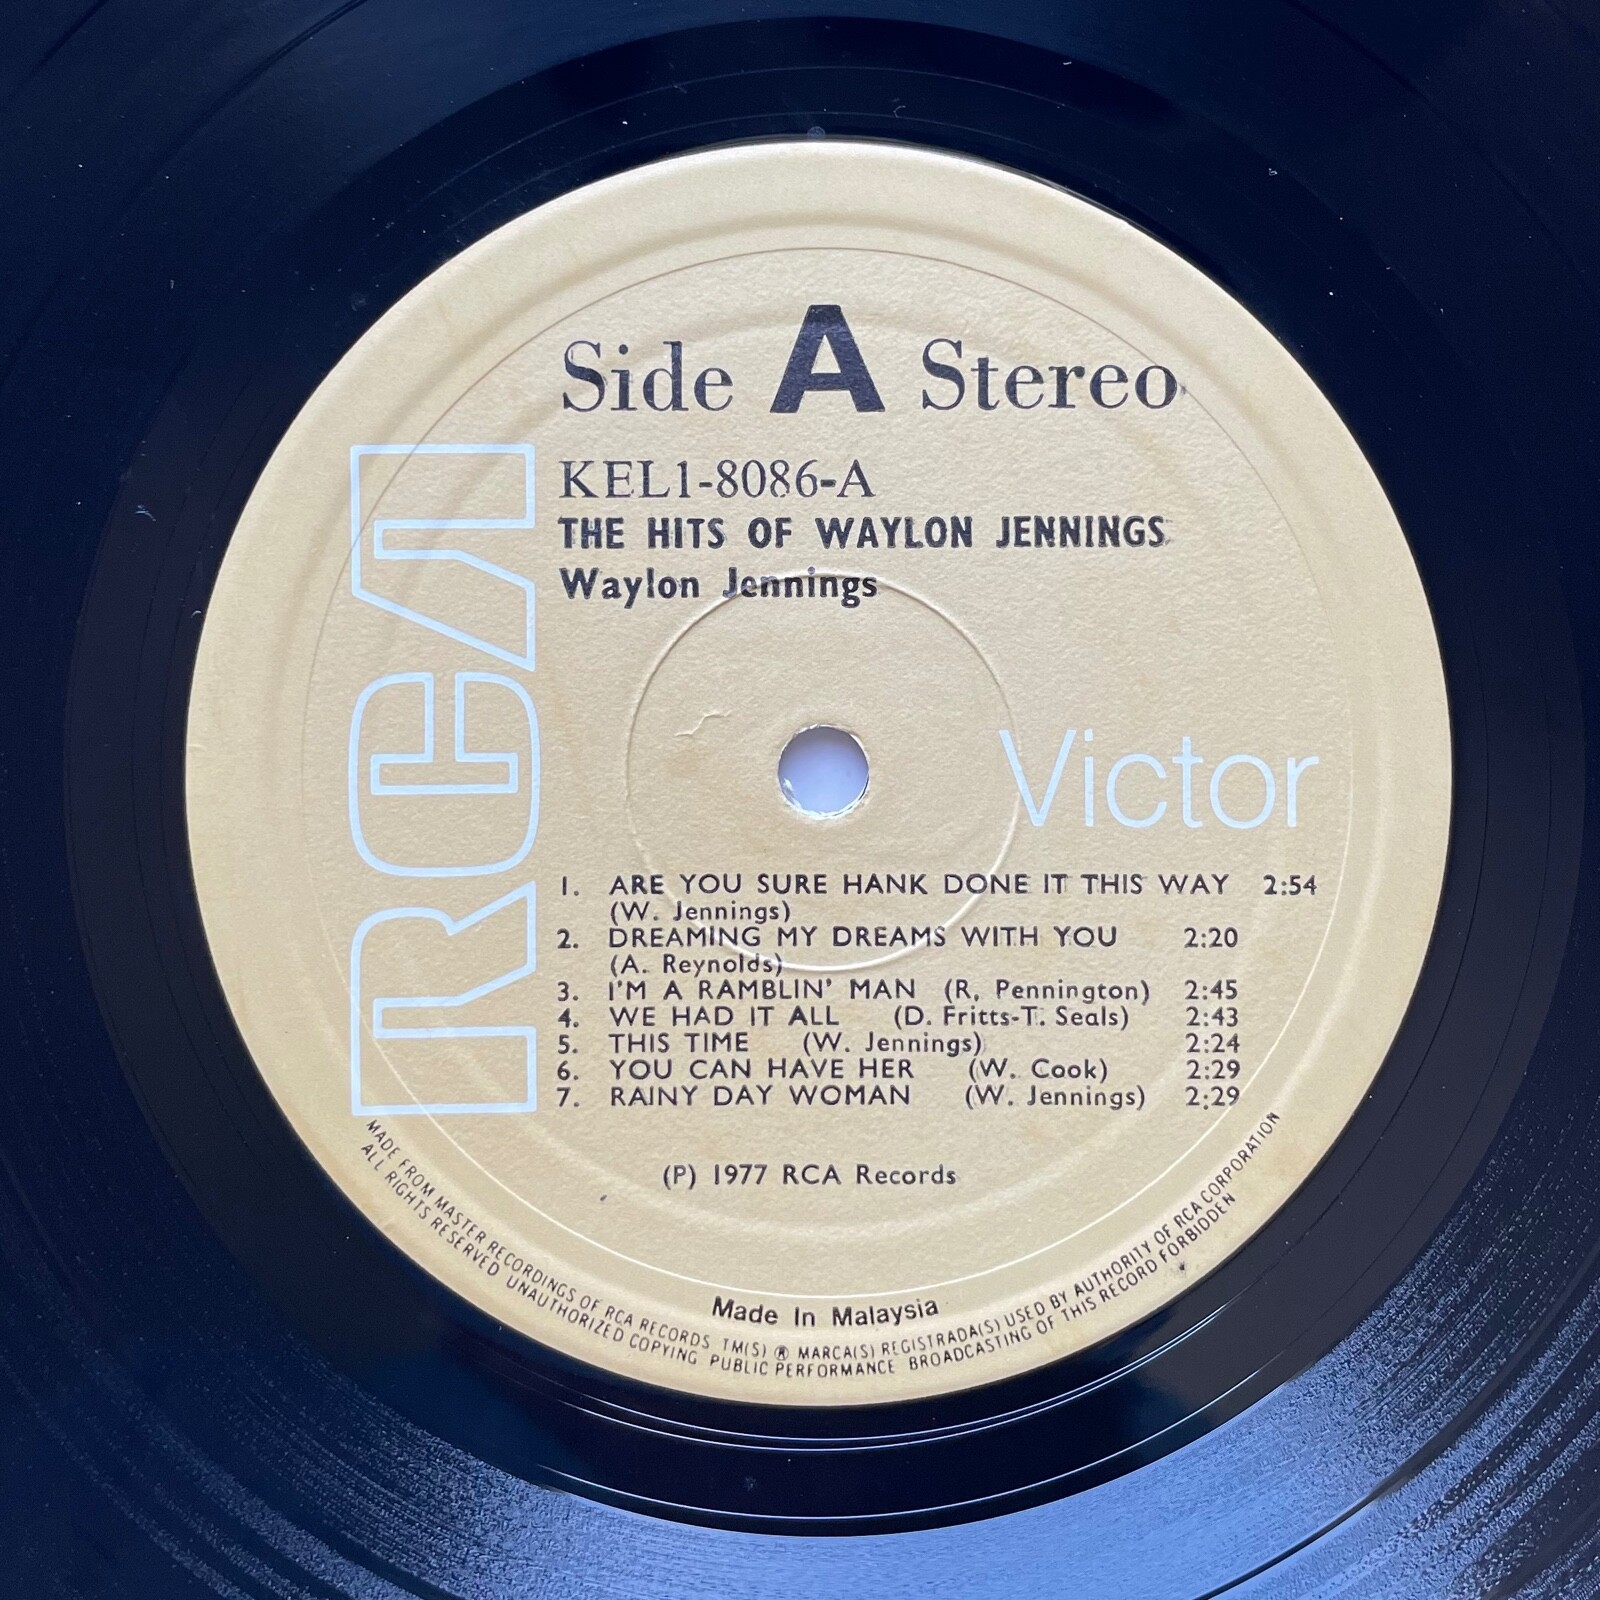 Side A Stereo
KEL1-8086-A
THE HITS OF WAYLON JENNINGS
Waylon Jennings
RCA
Victor
1. ARE YOU SURE HANK DONE IT THIS WAY 2:54
(W. Jennings)
2. DREAMING MY DREAMS WITH YOU 2:20
(A. Reynolds)
3. I'M A RAMBLIN' MAN (R, Pennington) 2:45
4. WE HAD IT ALL (D. Fritts-T. Seals) 2:43
5. THIS TIME (W. Jennings) 2:24
6. YOU CAN HAVE HER (W. Cook) 2:29
7. RAINY DAY WOMAN (W. Jennings) 2:29
(P) 1977 RCA Records
Made In Malaysia
MADE FROM MASTER RECORDINGS OF RCA RECORDS TM(S) ® MARCA(S) REGISTRADA(S) USED BY AUTHORITY OF RCA CORPORATION
ALL RIGHTS RESERVED UNAUTHORIZED COPYING PUBLIC PERFORMANCE BROADCASTING OF THIS RECORD FORBIDDEN